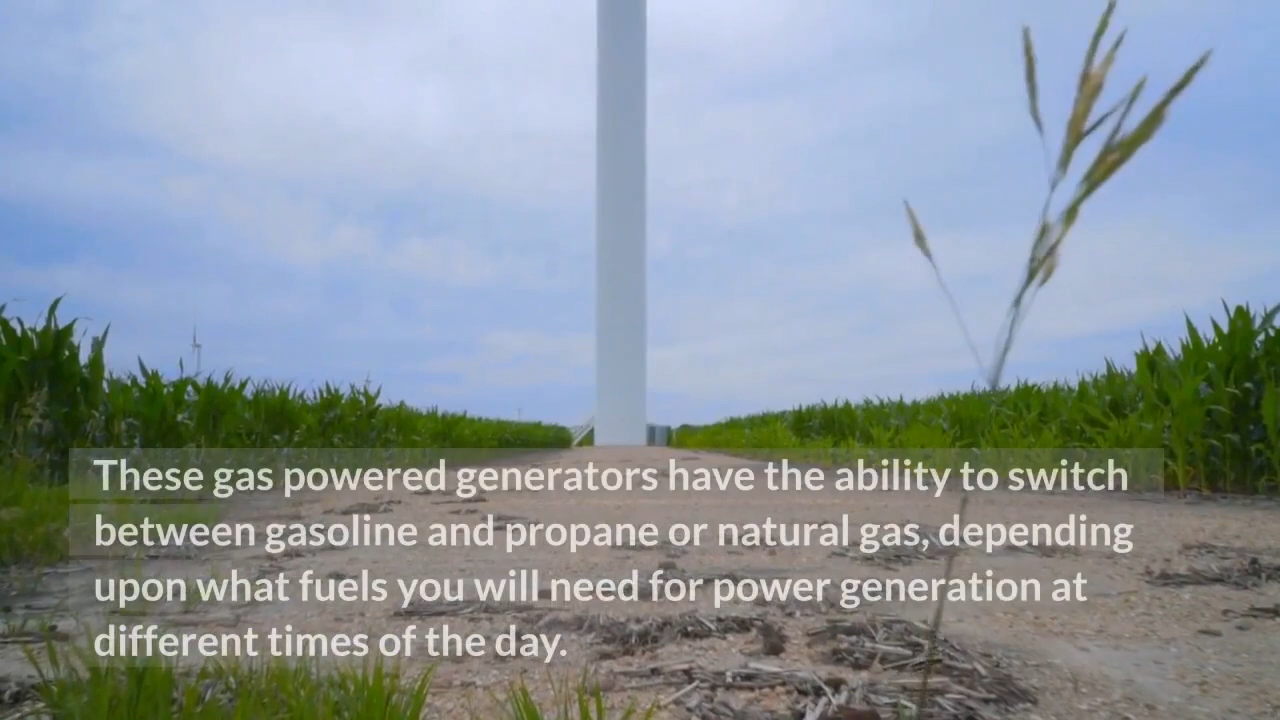 These gas powered generators have the ability to switch
between gasoline and propane or natural gas, depending
upon what fuels you will need for power generation at
different times of the day.